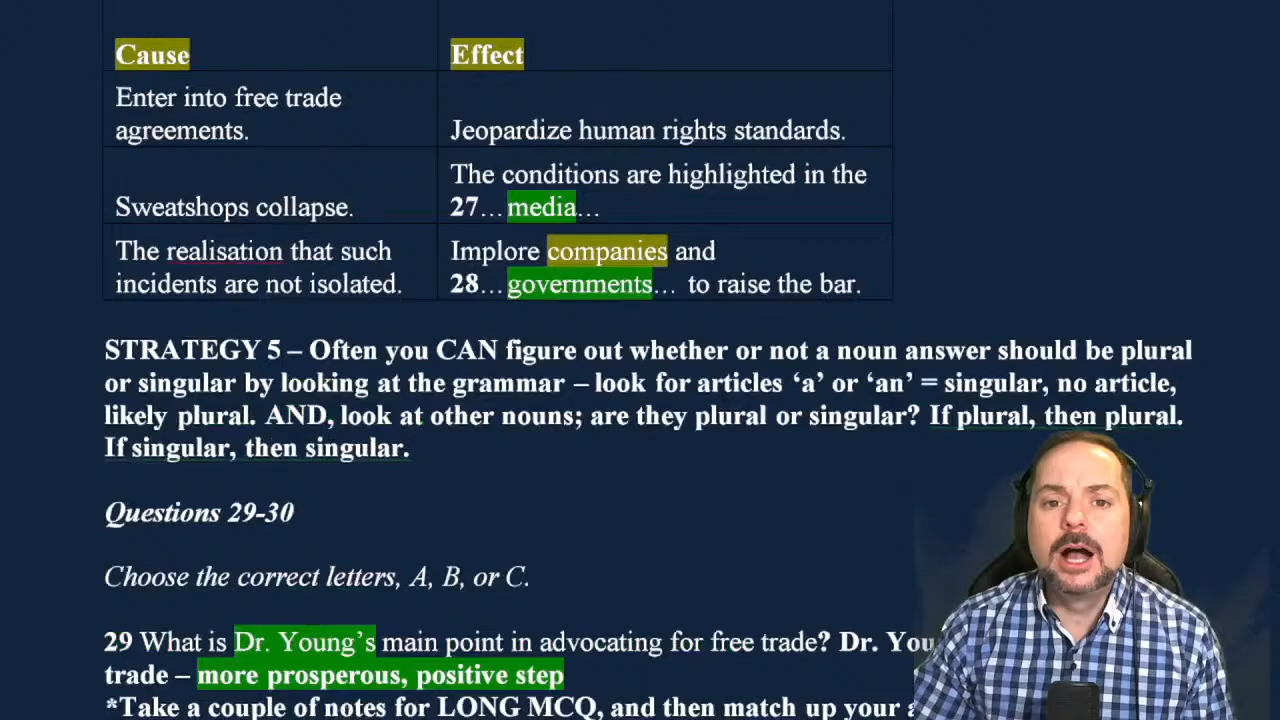 Cause Effect
Enter into free trade
agreements. Jeopardize human rights standards.
The conditions are highlighted in the
Sweatshops collapse. 27… media…
The realisation that such Implore companies and
incidents are not isolated. 28… governments… to raise the bar.
STRATEGY 5 – Often you CAN figure out whether or not a noun answer should be plural
or singular by looking at the grammar – look for articles ‘a’ or ‘an’ = singular, no article,
likely plural. AND, look at other nouns; are they plural or singular? If plural, then plural.
If singular, then singular.
Questions 29-30
Choose the correct letters, A, B, or C.
29 What is Dr. Young’s main point in advocating for free trade? Dr. You
trade – more prosperous, positive step
*Take a couple of notes for LONG MCQ, and then match up your